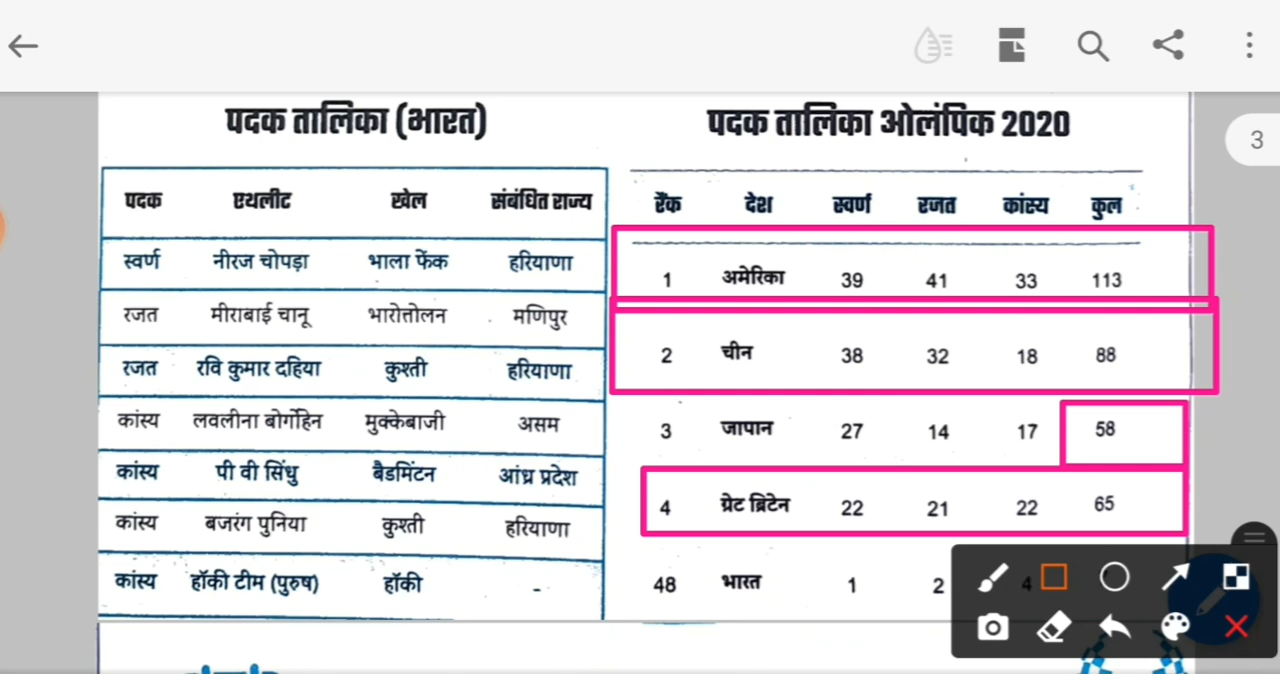 3
पदक तालिका (भारत)
पदक एथलीट खेल संबंधित राज्य
स्वर्ण नीरज चोपड़ा भाला फेंक हरियाणा
रजत मीराबाई चानू भारोत्तोलन मणिपुर
रजत रवि कुमार दहिया कुश्ती हरियाणा
कांस्य लवलीना बोर्गोहिन मुक्केबाजी असम
कांस्य पी वी सिंधु बैडमिंटन आंध्र प्रदेश
कांस्य बजरंग पुनिया कुश्ती हरियाणा
कांस्य हॉकी टीम (पुरुष) हॉकी -
पदक तालिका ओलंपिक 2020
रैंक देश स्वर्ण रजत कांस्य कुल
1 अमेरिका 39 41 33 113
2 चीन 38 32 18 88
3 जापान 27 14 17 58
4 ग्रेट ब्रिटेन 22 21 22 65
48 भारत 1 2 4